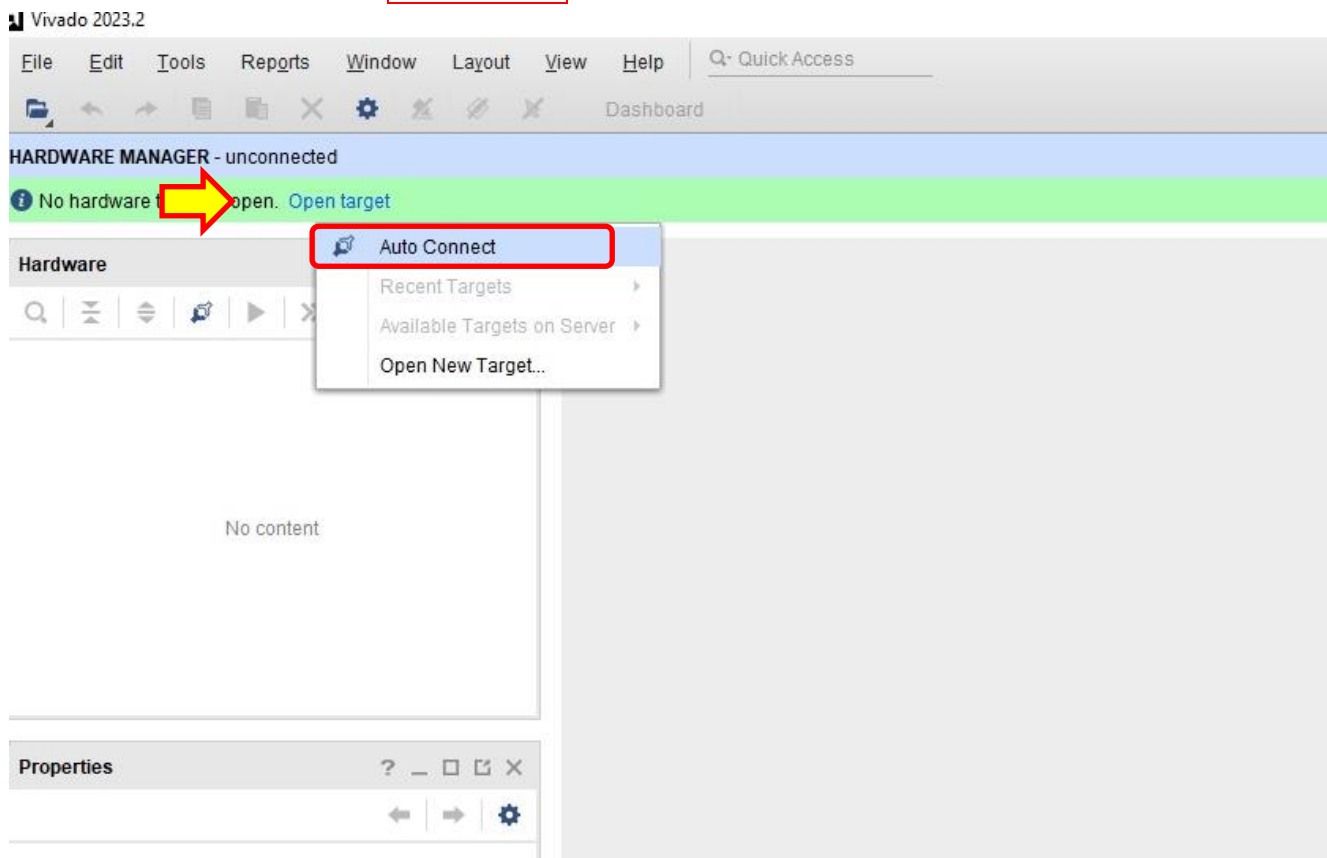 Vivado 2023.2
File Edit Tools Reports Window Layout View Help Quick Access
Dashboard
HARDWARE MANAGER - unconnected
No hardware open. Open target
Auto Connect
Hardware
Recent Targets
Available Targets on Server
Open New Target...
No content
Properties